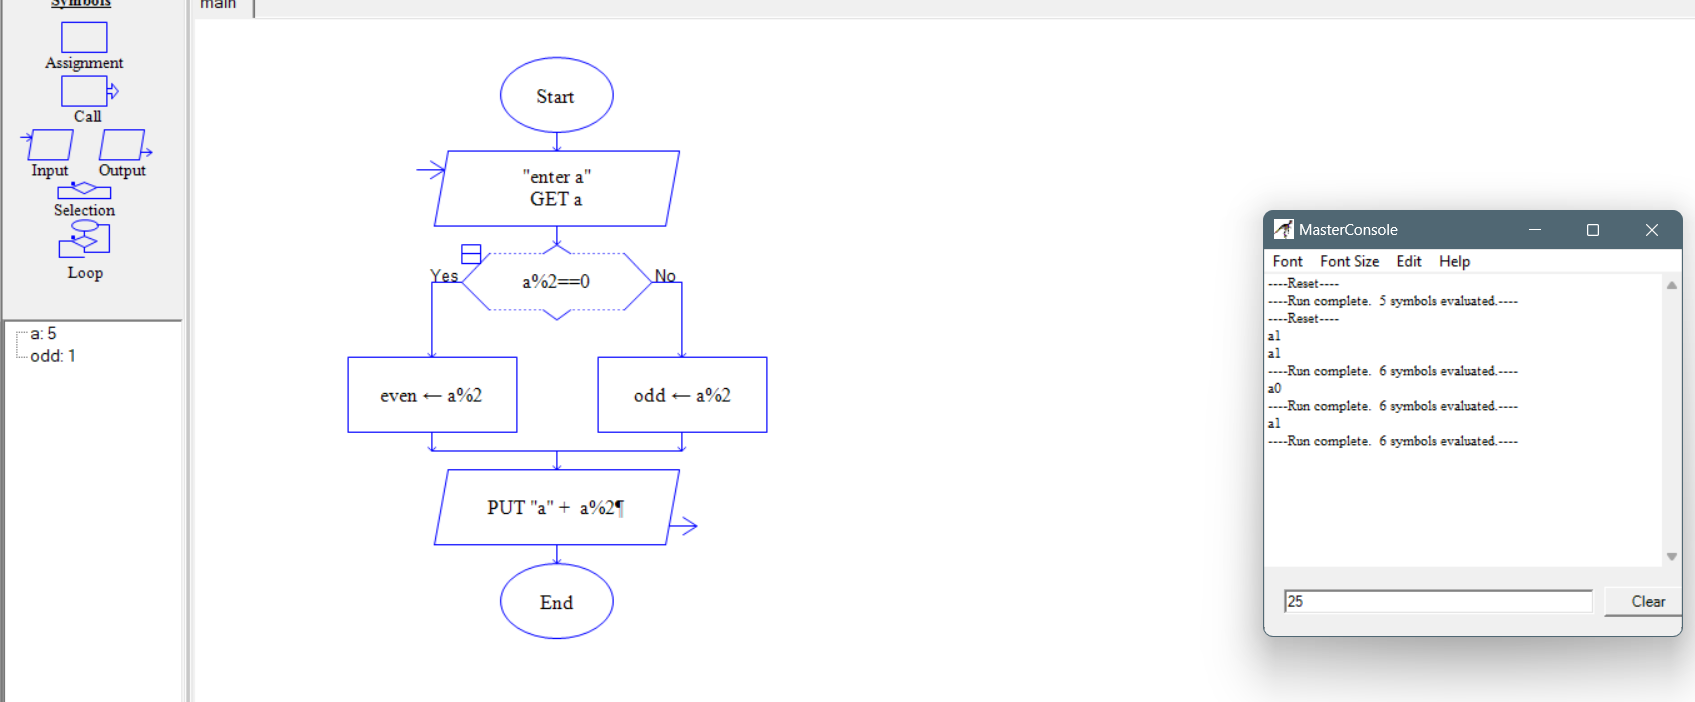 Symbols
Assignment
Call
Input Output
Selection
Loop
a: 5
odd: 1
main
Start
"enter a"
GET a
Yes
a%2==0
No
even ← a%2
odd ← a%2
PUT "a" + a%2¶
End
MasterConsole
Font Font Size Edit Help
----Reset----
----Run complete. 5 symbols evaluated.----
----Reset----
a1
a1
----Run complete. 6 symbols evaluated.----
a0
----Run complete. 6 symbols evaluated.----
a1
----Run complete. 6 symbols evaluated.----
25
Clear